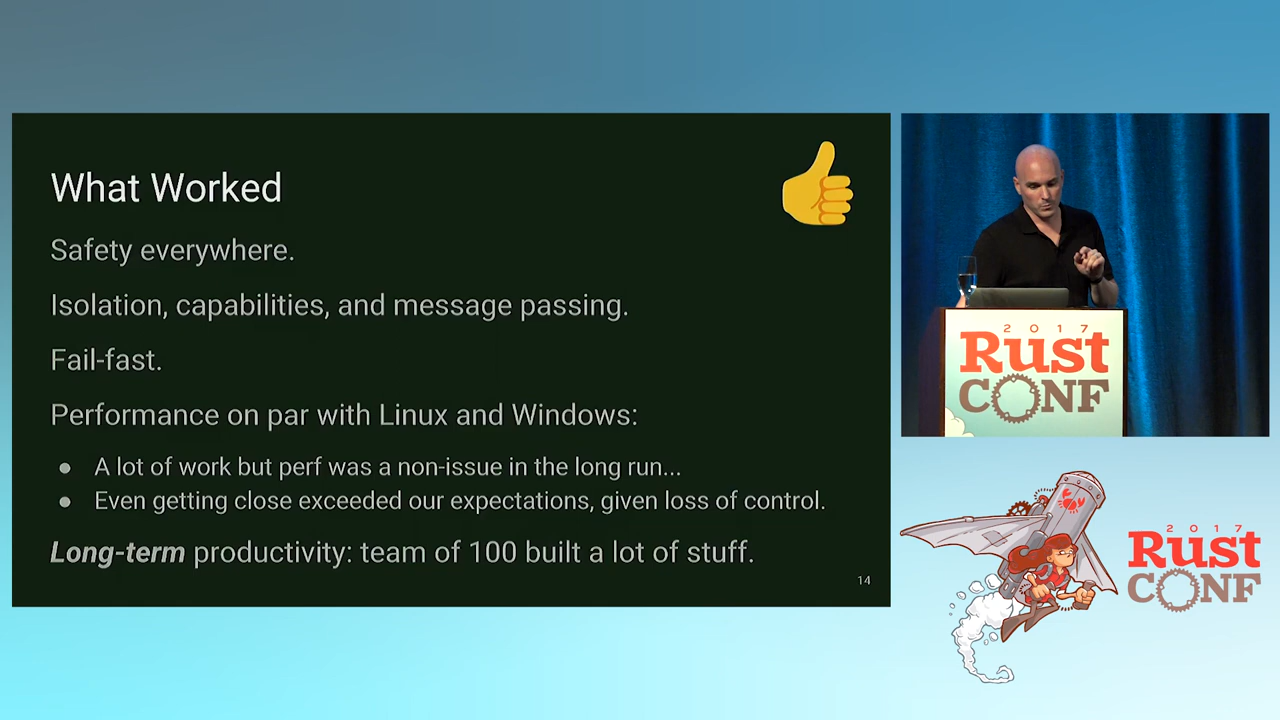 What Worked
Safety everywhere.
Isolation, capabilities, and message passing.
Fail-fast.
Performance on par with Linux and Windows:
● A lot of work but perf was a non-issue in the long run...
● Even getting close exceeded our expectations, given loss of control.
Long-term productivity: team of 100 built a lot of stuff.
14
2017
Rust
CONF
2017
Rust
CONF